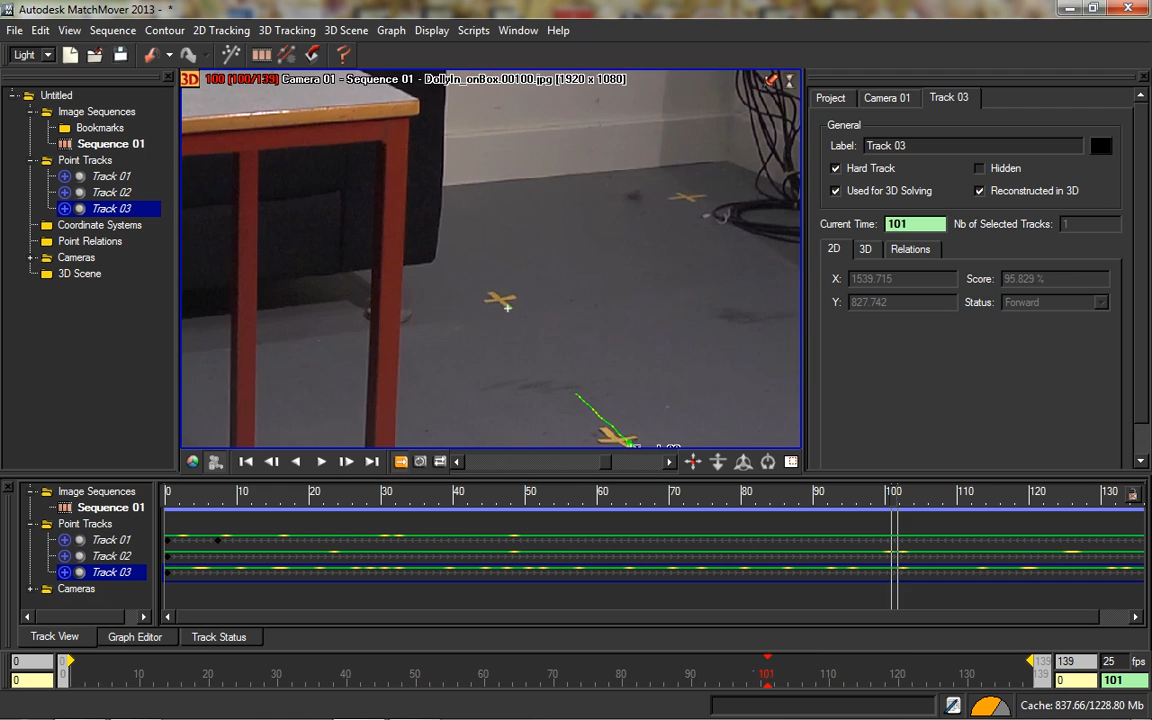 Autodesk MatchMover 2013 - *
File Edit View Sequence Contour 2D Tracking 3D Tracking 3D Scene Graph Display Scripts Window Help
Light
Untitled
Image Sequences
Bookmarks
Sequence 01
Point Tracks
Track 01
Track 02
Track 03
Coordinate Systems
Point Relations
Cameras
3D Scene
3D 100 [100/139] Camera 01 - Sequence 01 - DollyIn_onBox.00100.jpg [1920 x 1080]
Project Camera 01 Track 03
General
Label: Track 03
Hard Track Hidden
Used for 3D Solving Reconstructed in 3D
Current Time: 101 Nb of Selected Tracks: 1
2D 3D Relations
X: 1539.715 Score: 95.829 %
Y: 827.742 Status: Forward
Image Sequences
Sequence 01
Point Tracks
Track 01
Track 02
Track 03
Cameras
0 10 20 30 40 50 60 70 80 90 100 110 120 130
Track View Graph Editor Track Status
0 0 139 139 25 fps
0 0 10 20 30 40 50 60 70 80 90 101 110 120 130 139 0 101
Cache: 837.66/1228.80 Mb